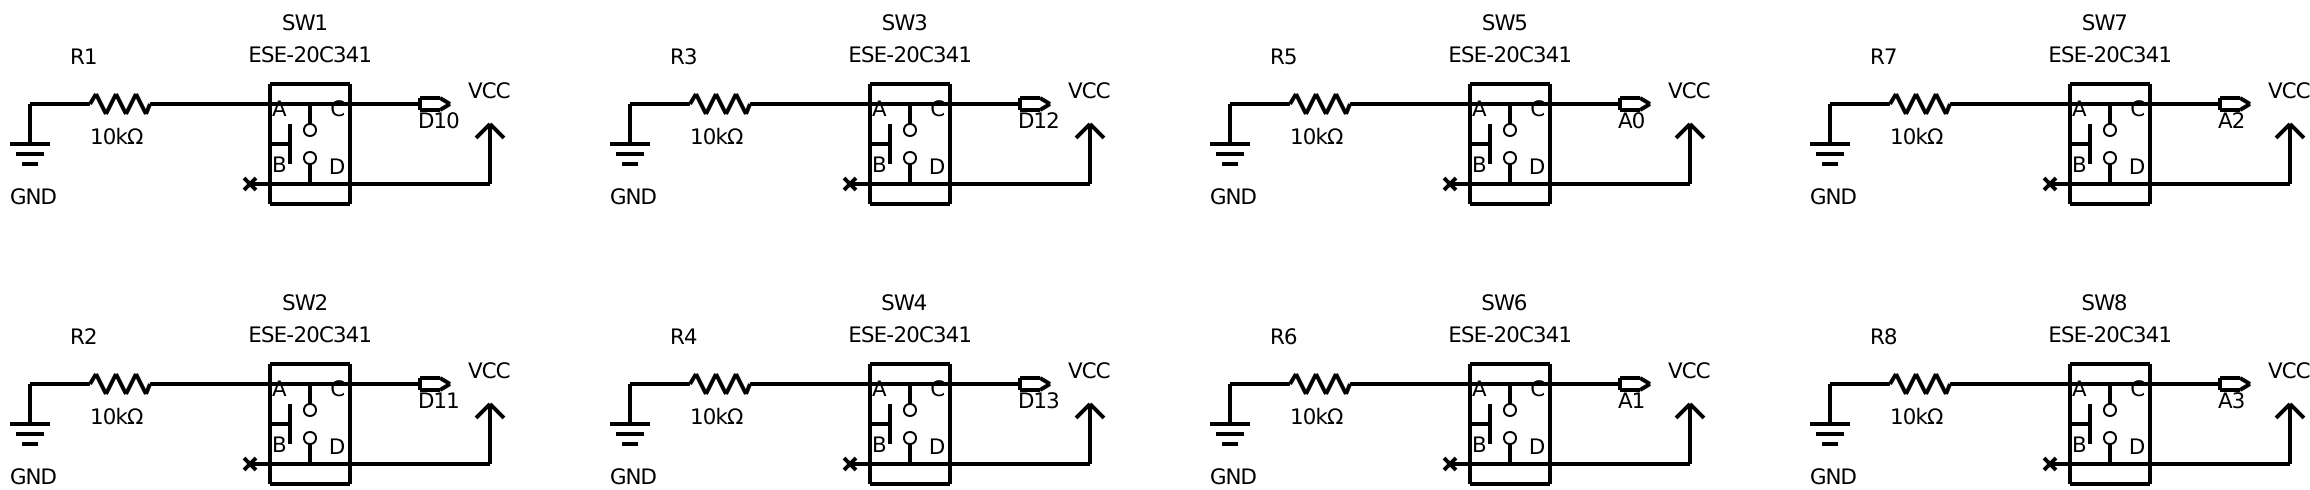 SW1
ESE-20C341
R1
VCC
A
C
D10
10kΩ
B
D
GND
SW3
ESE-20C341
R3
VCC
A
C
D12
10kΩ
B
D
GND
SW5
ESE-20C341
R5
VCC
A
C
A0
10kΩ
B
D
GND
SW7
ESE-20C341
R7
VCC
A
C
A2
10kΩ
B
D
GND
SW2
ESE-20C341
R2
VCC
A
C
D11
10kΩ
B
D
GND
SW4
ESE-20C341
R4
VCC
A
C
D13
10kΩ
B
D
GND
SW6
ESE-20C341
R6
VCC
A
C
A1
10kΩ
B
D
GND
SW8
ESE-20C341
R8
VCC
A
C
A3
10kΩ
B
D
GND